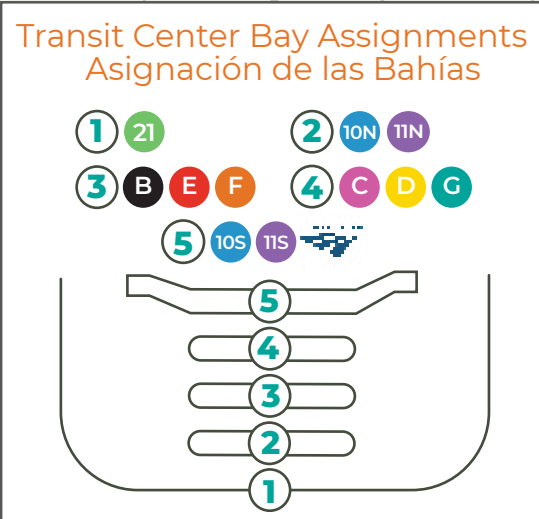 Transit Center Bay Assignments
Asignación de las Bahías
1 21 2 10N 11N
3 B E F 4 C D G
5 10S 11S
5
4
3
2
1